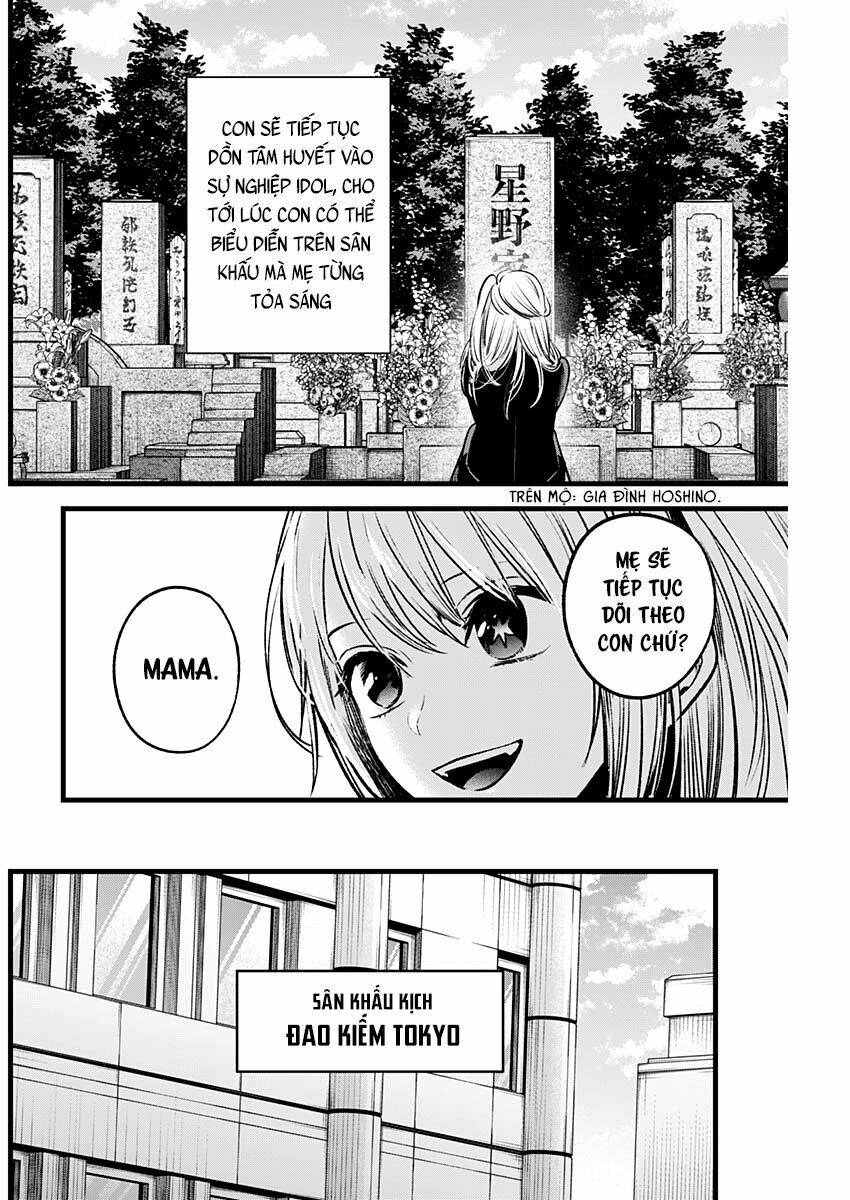 CON SẼ TIẾP TỤC
DỒN TÂM HUYẾT VÀO
SỰ NGHIỆP IDOL, CHO
TỚI LÚC CON CÓ THỂ
BIỂU DIỄN TRÊN SÂN
KHẤU MÀ MẸ TỪNG
TỎA SÁNG
星野家
TRÊN MỘ: GIA ĐÌNH HOSHINO.
MẸ SẼ
TIẾP TỤC
DÕI THEO
CON CHỨ?
MAMA.
SÂN KHẤU KỊCH
ĐAO KIẾM TOKYO